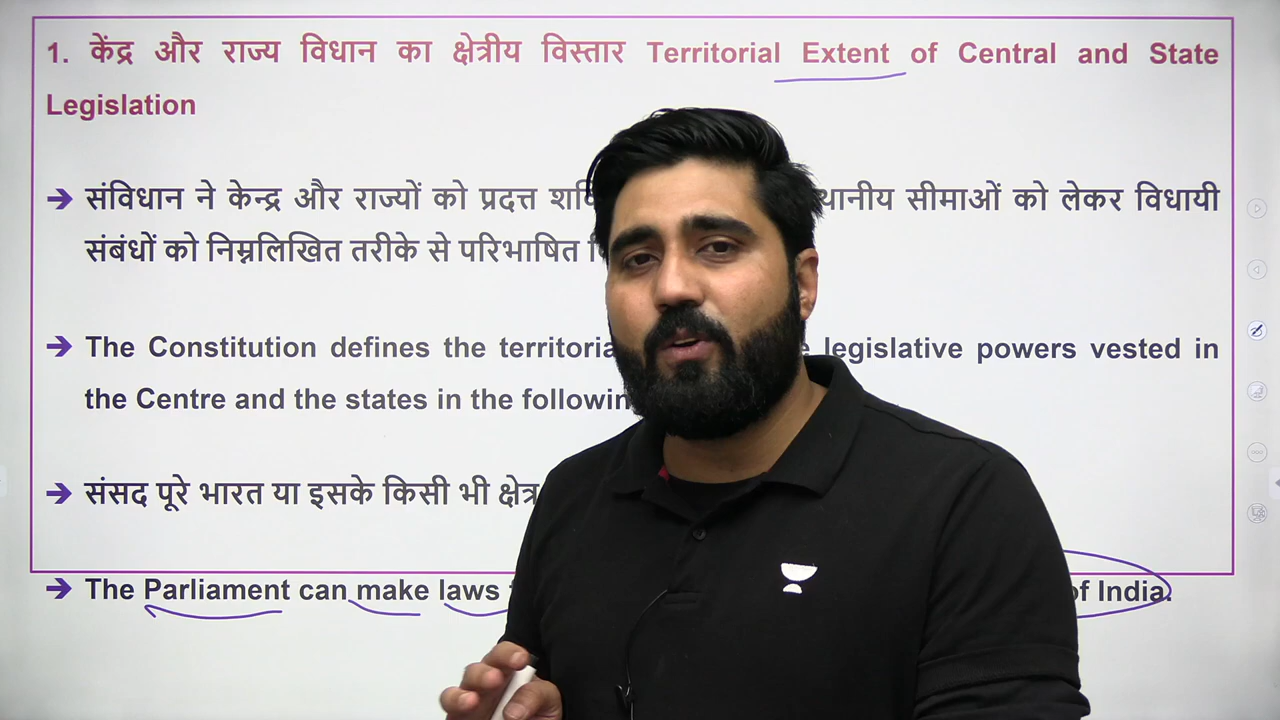 1. केंद्र और राज्य विधान का क्षेत्रीय विस्तार Territorial Extent of Central and State
Legislation
➔ संविधान ने केन्द्र और राज्यों को प्रदत्त सीमाओं को लेकर विधायी
संबंधों को निम्नलिखित तरीके से परिभाषित
➔ The Constitution defines the legislative powers vested in
the Centre and the states in the
➔ संसद पूरे भारत या इसके किसी भी
➔ The Parliament can make laws of India.